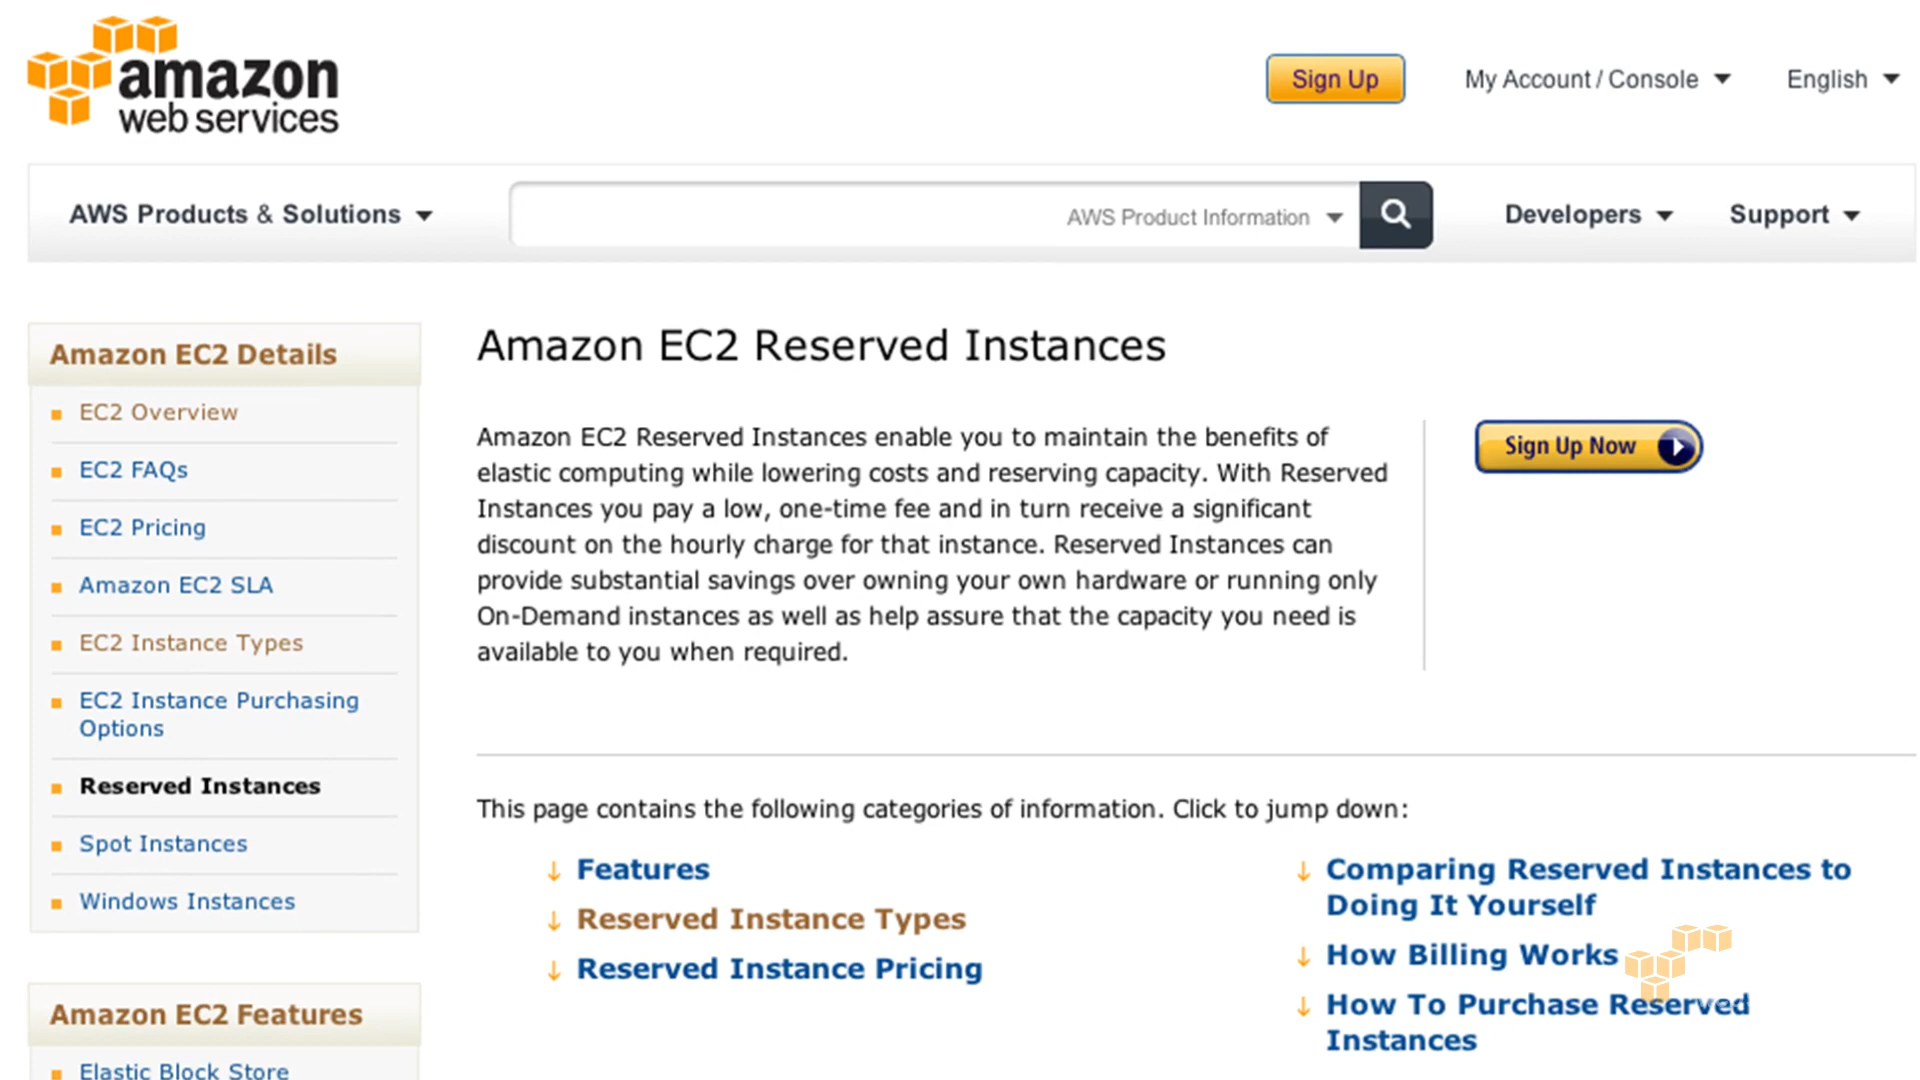 amazon
web services
Sign Up
My Account / Console
English
AWS Products & Solutions
AWS Product Information
Developers
Support
Amazon EC2 Details
EC2 Overview
EC2 FAQs
EC2 Pricing
Amazon EC2 SLA
EC2 Instance Types
EC2 Instance Purchasing
Options
Reserved Instances
Spot Instances
Windows Instances
Amazon EC2 Features
Elastic Block Store
Amazon EC2 Reserved Instances
Amazon EC2 Reserved Instances enable you to maintain the benefits of
elastic computing while lowering costs and reserving capacity. With Reserved
Instances you pay a low, one-time fee and in turn receive a significant
discount on the hourly charge for that instance. Reserved Instances can
provide substantial savings over owning your own hardware or running only
On-Demand instances as well as help assure that the capacity you need is
available to you when required.
Sign Up Now
This page contains the following categories of information. Click to jump down:
Features
Reserved Instance Types
Reserved Instance Pricing
Comparing Reserved Instances to
Doing It Yourself
How Billing Works
How To Purchase Reserved
Instances